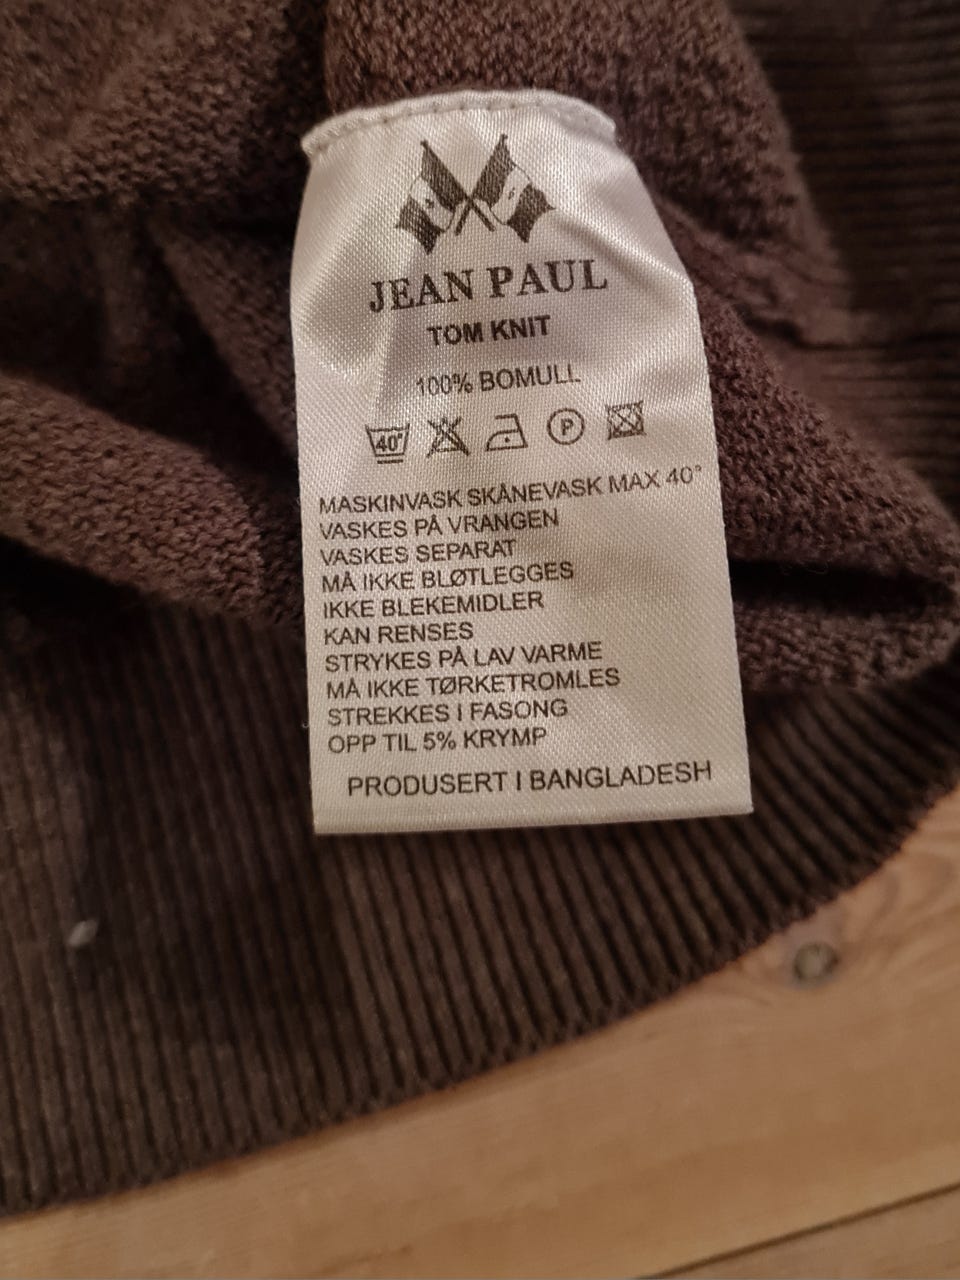 JEAN PAUL
TOM KNIT
100% BOMULL
40° P
MASKINVASK SKÅNEVASK MAX 40°
VASKES PÅ VRANGEN
VASKES SEPARAT
MÅ IKKE BLØTLEGGES
IKKE BLEKEMIDLER
KAN RENSES
STRYKES PÅ LAV VARME
MÅ IKKE TØRKETROMLES
STREKKES I FASONG
OPP TIL 5% KRYMP
PRODUSERT I BANGLADESH